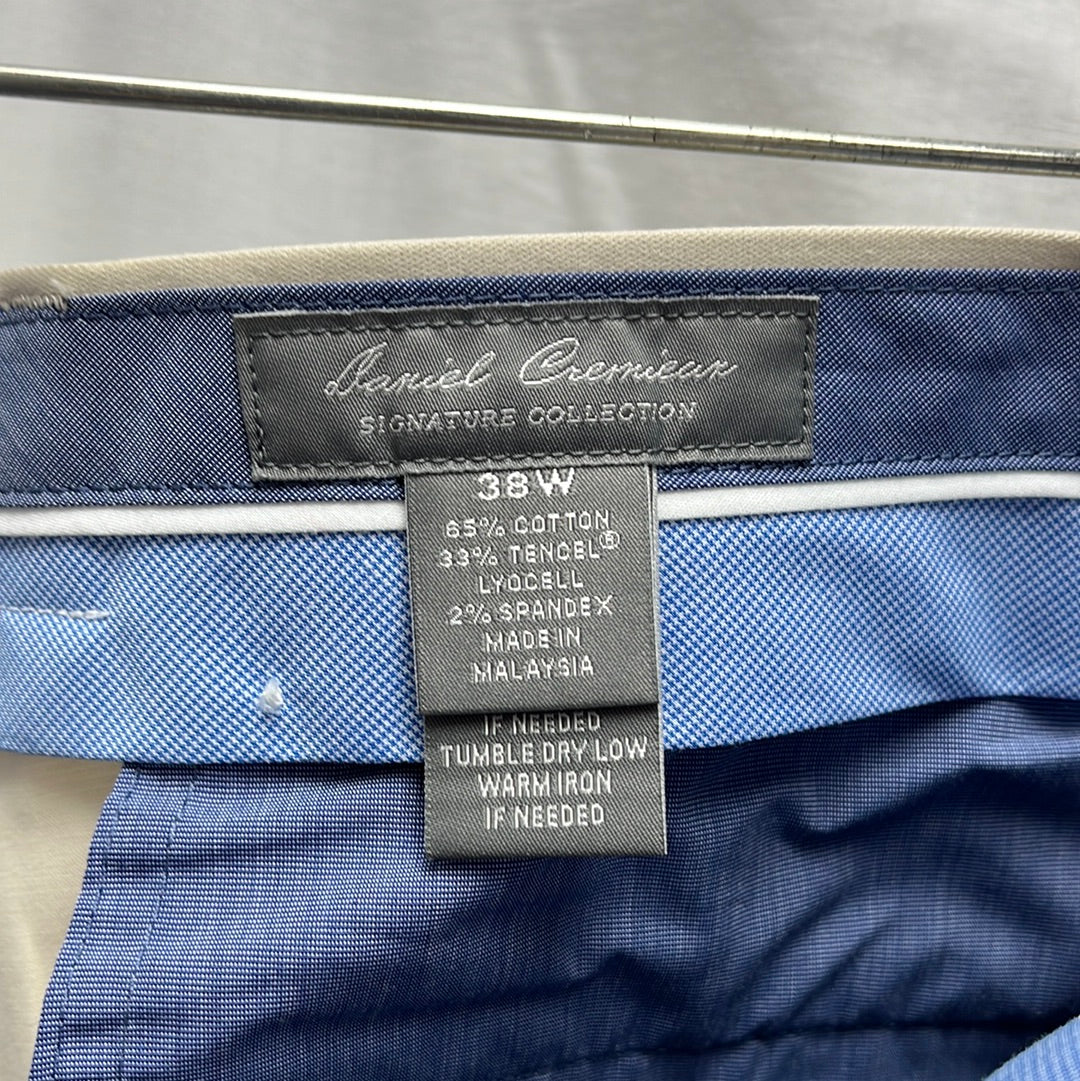 Daniel Cremieux
SIGNATURE COLLECTION
38W
65% COTTON
33% TENCEL®
LYOCELL
2% SPANDEX
MADE IN
MALAYSIA
IF NEEDED
TUMBLE DRY LOW
WARM IRON
IF NEEDED